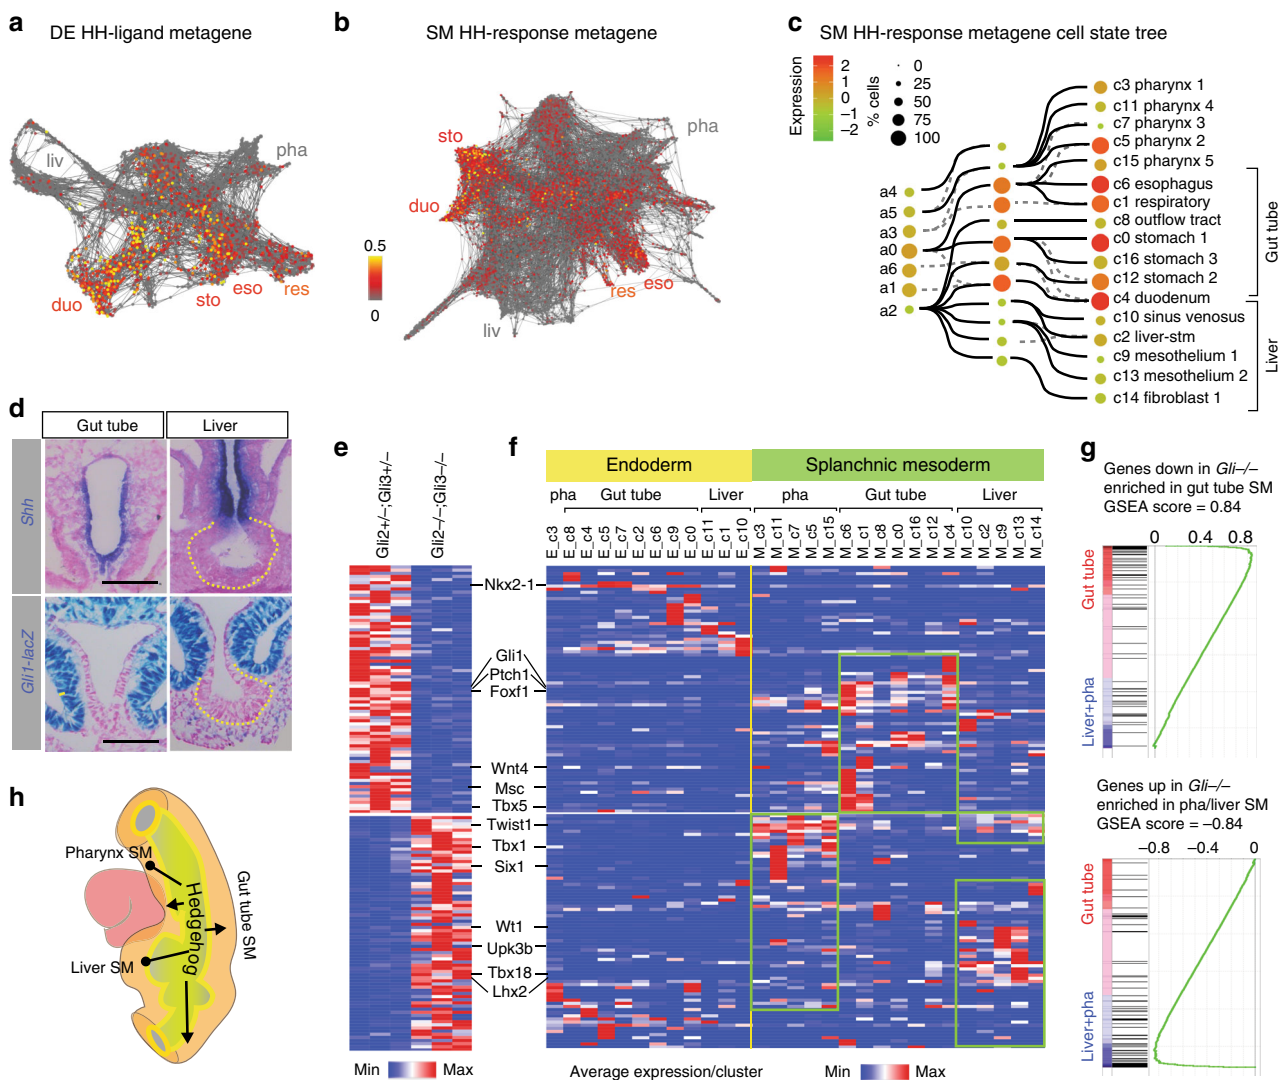 a
DE HH-ligand metagene
liv
pha
duo
sto
eso
res
b
SM HH-response metagene
sto
pha
duo
res
eso
liv
0.5
0
c
SM HH-response metagene cell state tree
Expression
2
1
0
−1
−2
% cells
0
25
50
75
100
a4
a5
a3
a0
a6
a1
a2
c3 pharynx 1
c11 pharynx 4
c7 pharynx 3
c5 pharynx 2
c15 pharynx 5
c6 esophagus
c1 respiratory
c8 outflow tract
c0 stomach 1
c16 stomach 3
c12 stomach 2
c4 duodenum
c10 sinus venosus
c2 liver-stm
c9 mesothelium 1
c13 mesothelium 2
c14 fibroblast 1
Gut tube
Liver
d
Gut tube
Liver
Shh
Gli1-lacZ
e
Gli2+/−;Gli3+/−
Gli2−/−;Gli3−/−
Nkx2-1
Gli1
Ptch1
Foxf1
Wnt4
Msc
Tbx5
Twist1
Tbx1
Six1
Wt1
Upk3b
Tbx18
Lhx2
Min
Max
f
Endoderm
Splanchnic mesoderm
pha
Gut tube
Liver
pha
Gut tube
Liver
E_c3
E_c8
E_c4
E_c5
E_c7
E_c2
E_c6
E_c9
E_c0
E_c11
E_c1
E_c10
M_c3
M_c11
M_c7
M_c5
M_c15
M_c6
M_c1
M_c8
M_c0
M_c16
M_c12
M_c4
M_c10
M_c2
M_c9
M_c13
M_c14
Average expression/cluster
Min
Max
g
Genes down in Gli−/−
enriched in gut tube SM
GSEA score = 0.84
0
0.4
0.8
Gut tube
Liver+pha
Genes up in Gli−/−
enriched in pha/liver SM
GSEA score = −0.84
−0.8
−0.4
0
Gut tube
Liver+pha
h
Pharynx SM
Hedgehog
Gut tube SM
Liver SM